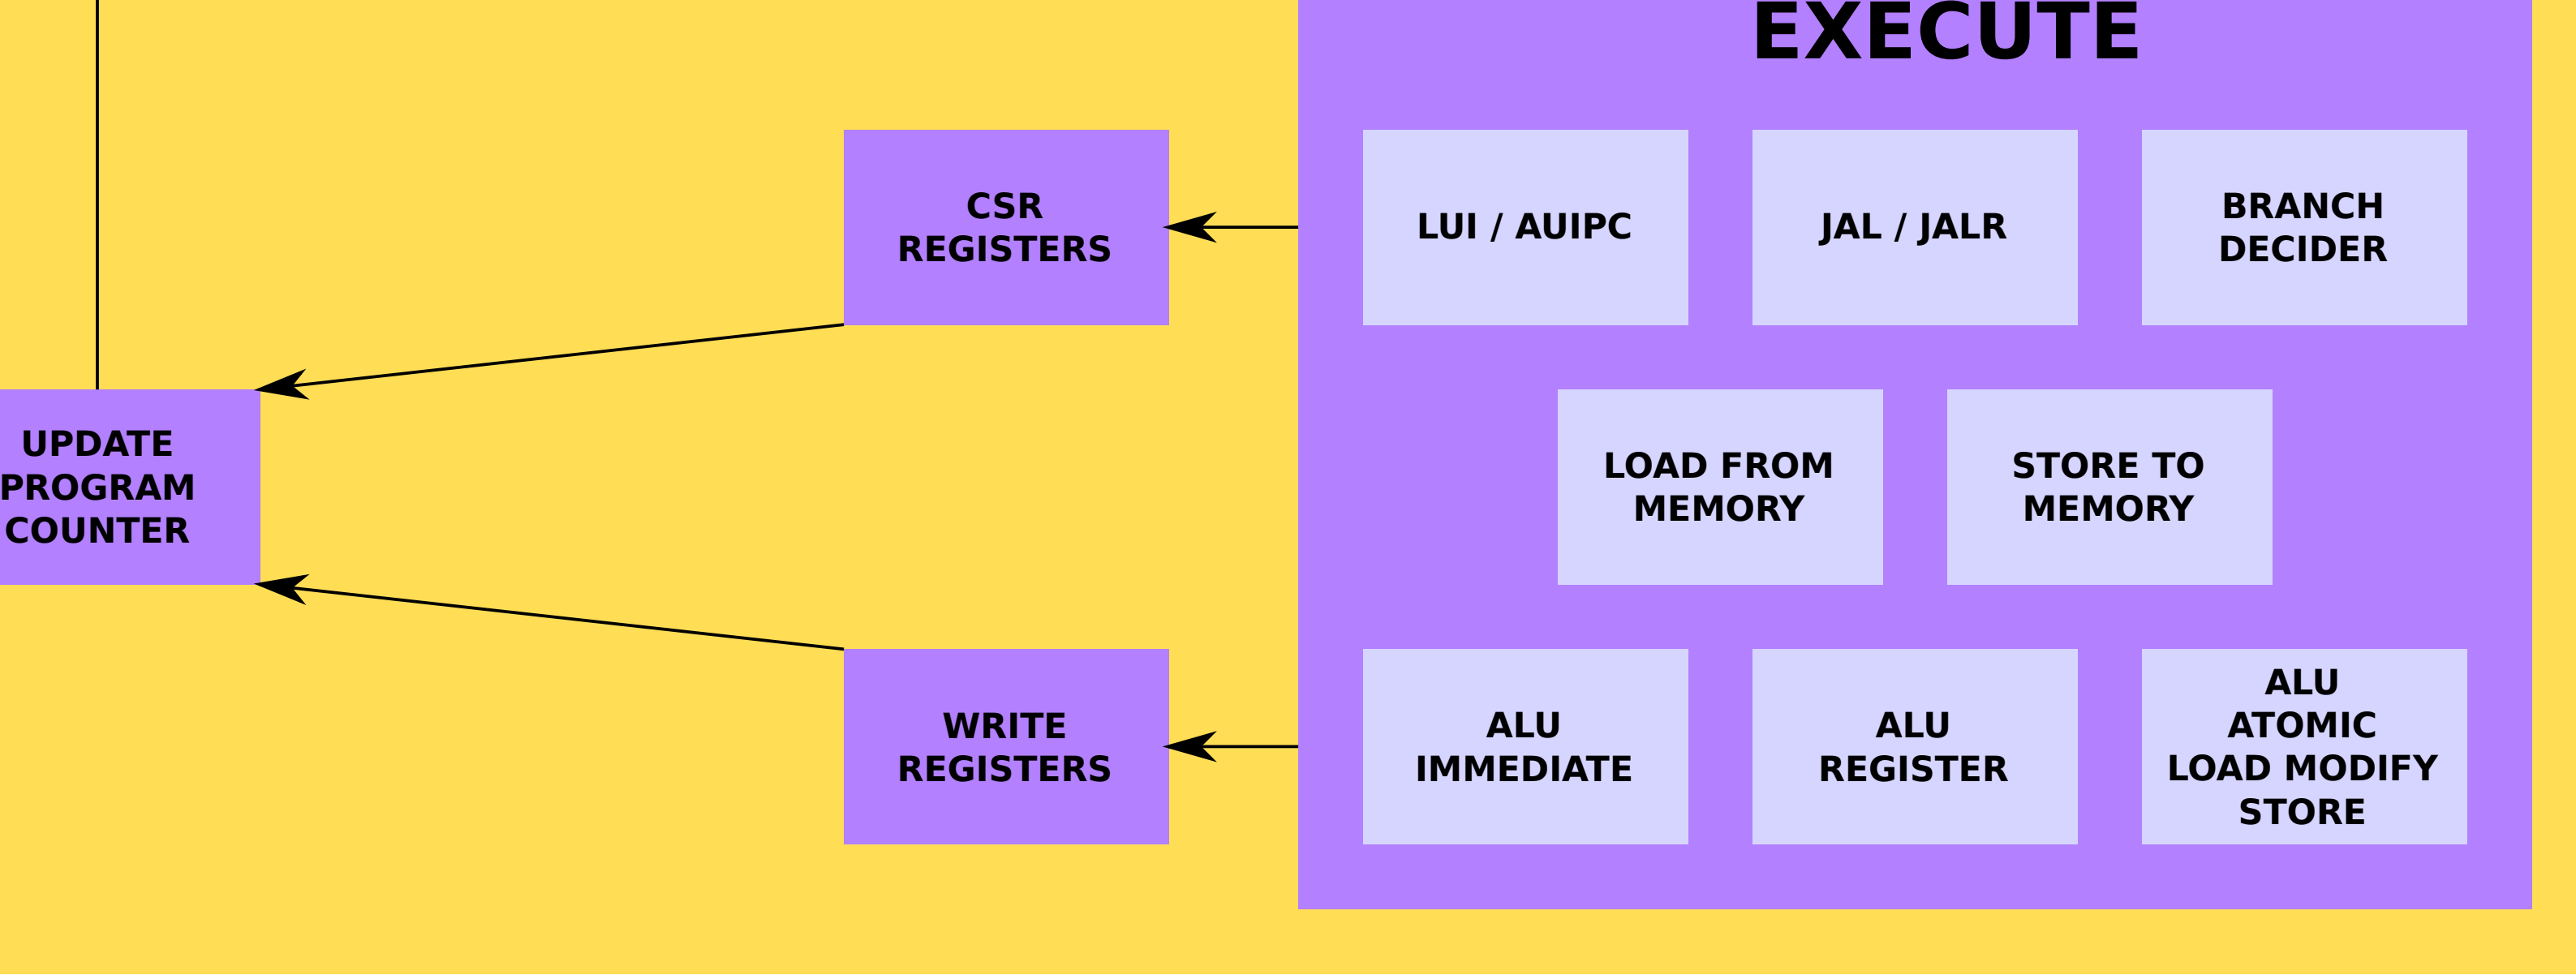 EXECUTE
CSR
REGISTERS
LUI / AUIPC
JAL / JALR
BRANCH
DECIDER
UPDATE
PROGRAM
COUNTER
LOAD FROM
MEMORY
STORE TO
MEMORY
WRITE
REGISTERS
ALU
IMMEDIATE
ALU
REGISTER
ALU
ATOMIC
LOAD MODIFY
STORE